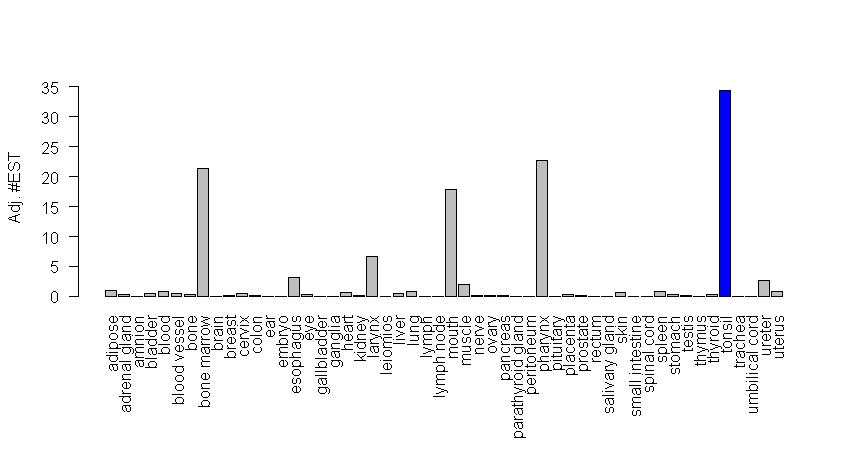 Adj. #EST
35
30
25
20
15
10
5
0
adipose
adrenal gland
amnion
bladder
blood
blood vessel
bone
bone marrow
brain
breast
cervix
colon
ear
embryo
esophagus
eye
gallbladder
ganglia
heart
kidney
larynx
leiomios
liver
lung
lymph
lymph node
mouth
muscle
nerve
ovary
pancreas
parathyroid gland
peritoneum
pharynx
pituitary
placenta
prostate
rectum
salivary gland
skin
small intestine
spinal cord
spleen
stomach
testis
thymus
thyroid
tonsil
trachea
umbilical cord
ureter
uterus